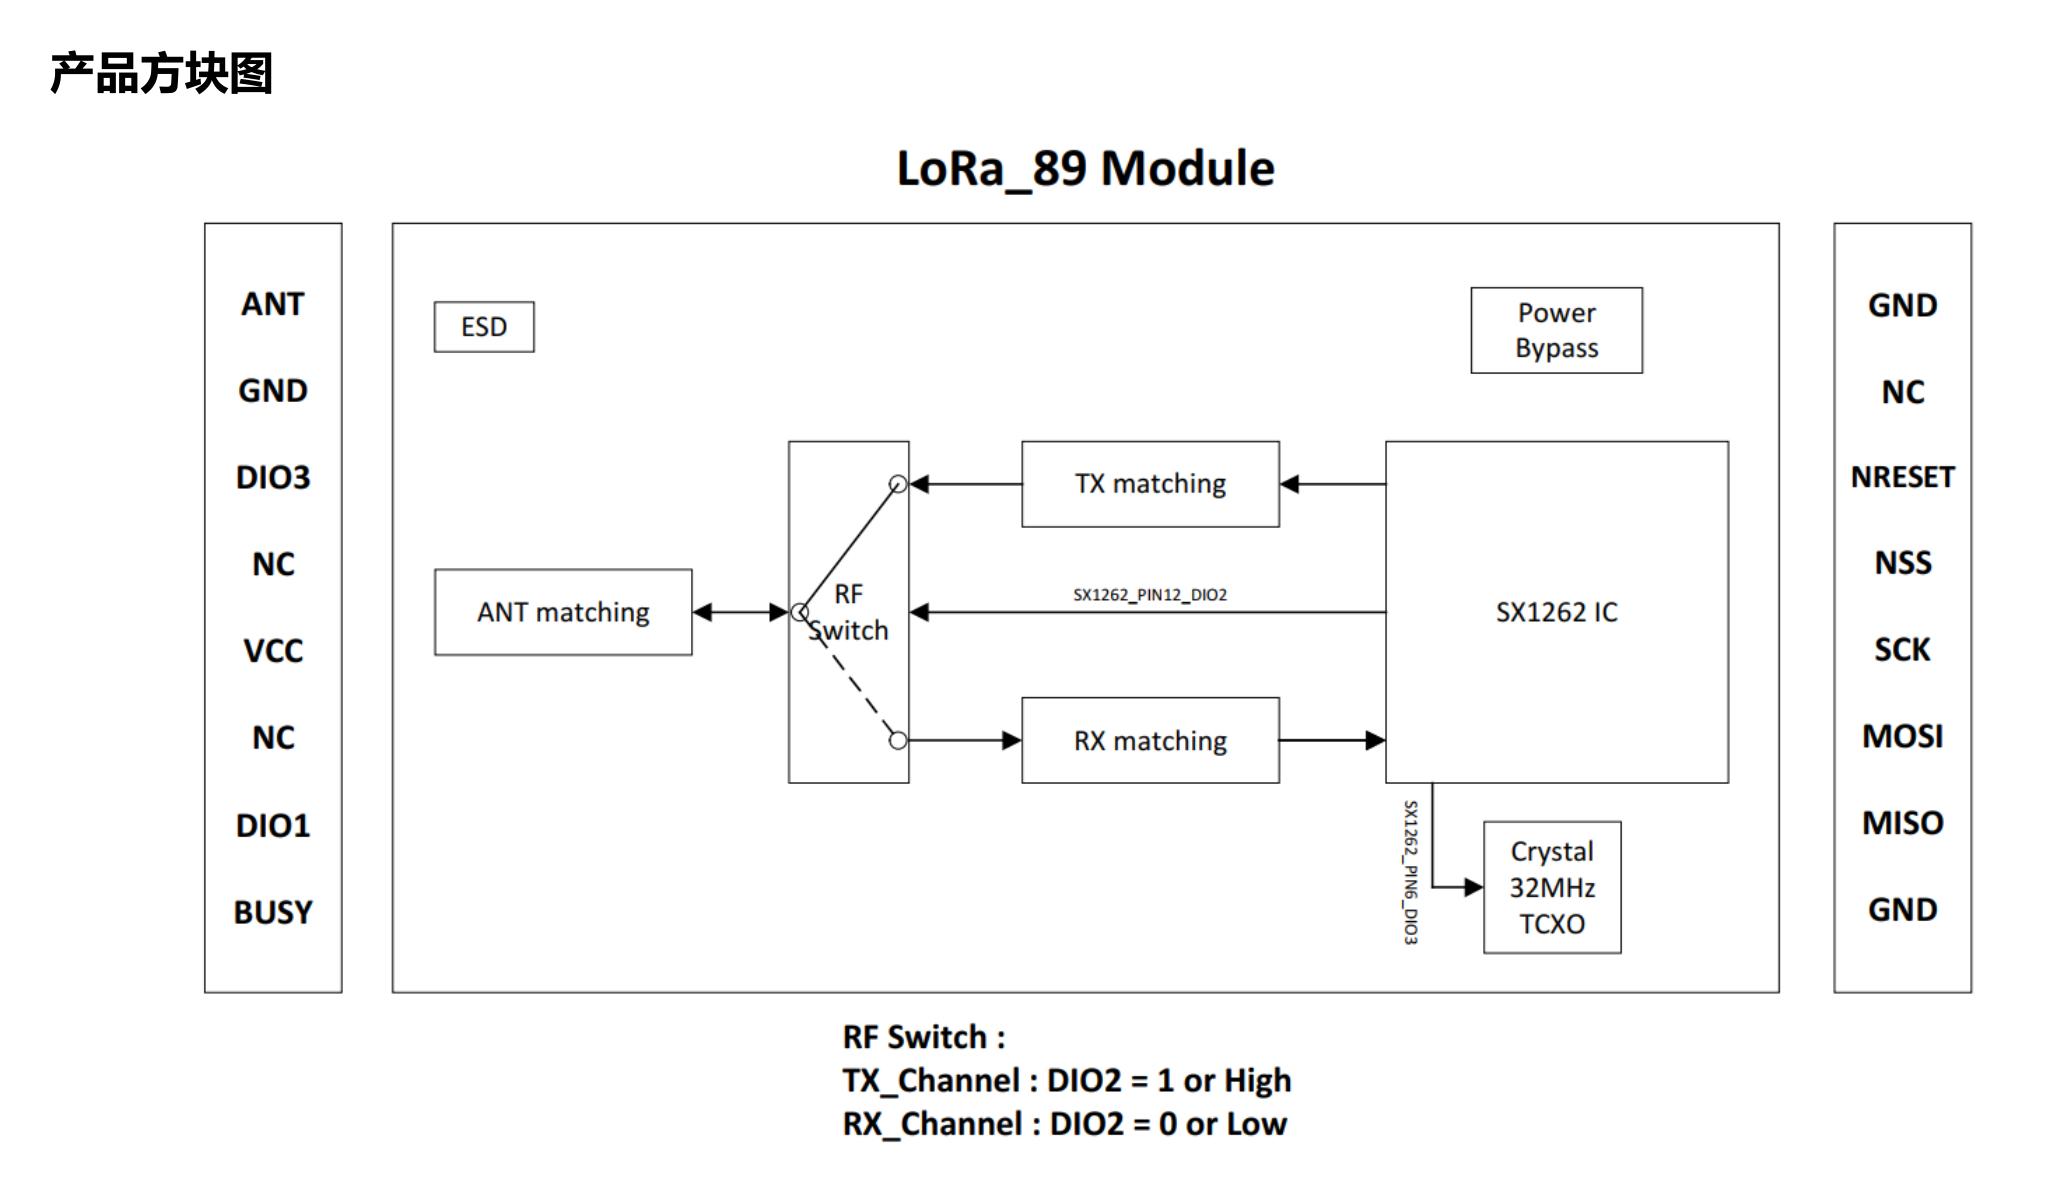 产品方块图
LoRa_89 Module
ANT
GND
DIO3
NC
VCC
NC
DIO1
BUSY
ESD
Power
Bypass
TX matching
ANT matching
RF
Switch
SX1262_PIN12_DIO2
SX1262 IC
RX matching
SX1262_PIN6_DIO3
Crystal
32MHz
TCXO
GND
NC
NRESET
NSS
SCK
MOSI
MISO
GND
RF Switch :
TX_Channel : DIO2 = 1 or High
RX_Channel : DIO2 = 0 or Low